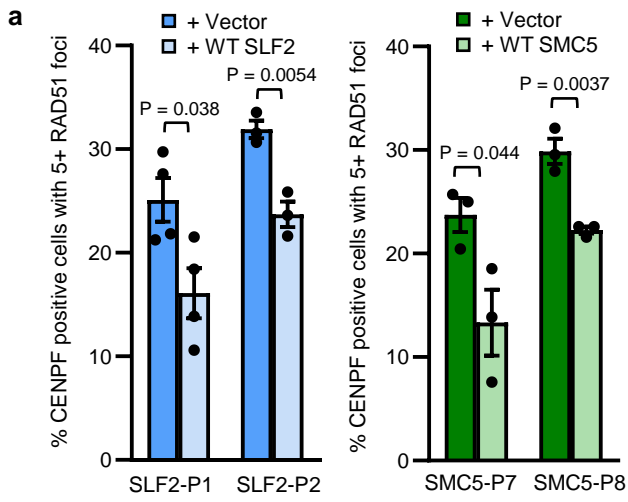 a
+ Vector
+ WT SLF2
% CENPF positive cells with 5+ RAD51 foci
40
30
20
10
0
P = 0.038
P = 0.0054
SLF2-P1
SLF2-P2
+ Vector
+ WT SMC5
% CENPF positive cells with 5+ RAD51 foci
40
30
20
10
0
P = 0.044
P = 0.0037
SMC5-P7
SMC5-P8